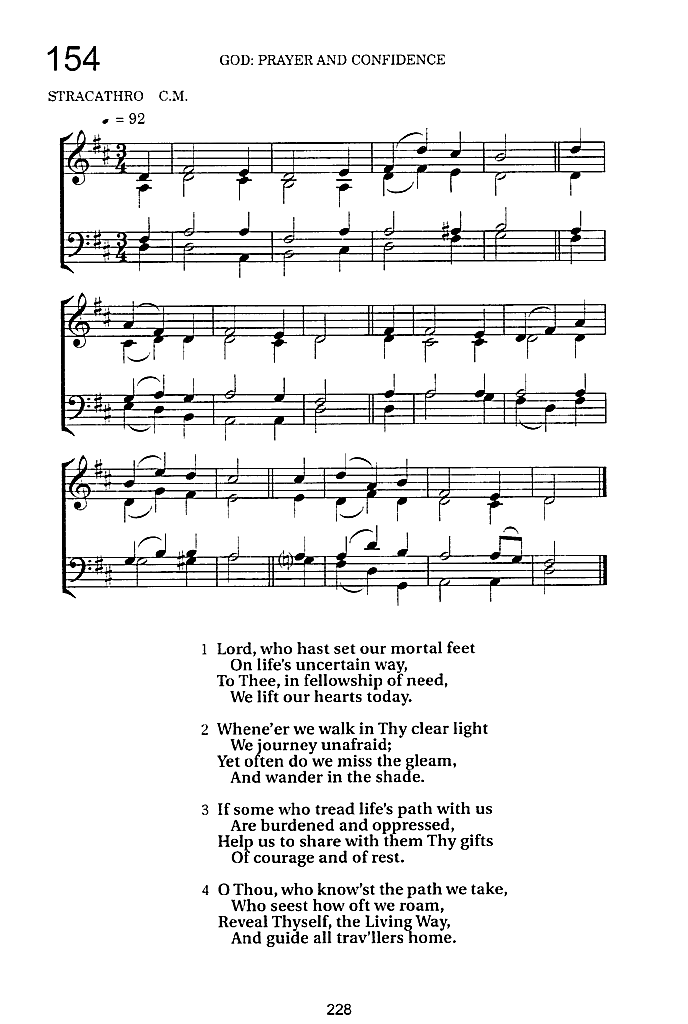 154
GOD: PRAYER AND CONFIDENCE
STRACATHRO C.M.
♩ = 92
1 Lord, who hast set our mortal feet
On life's uncertain way,
To Thee, in fellowship of need,
We lift our hearts today.
2 Whene'er we walk in Thy clear light
We journey unafraid;
Yet often do we miss the gleam,
And wander in the shade.
3 If some who tread life's path with us
Are burdened and oppressed,
Help us to share with them Thy gifts
Of courage and of rest.
4 O Thou, who know'st the path we take,
Who seest how oft we roam,
Reveal Thyself, the Living Way,
And guide all trav'llers home.
228